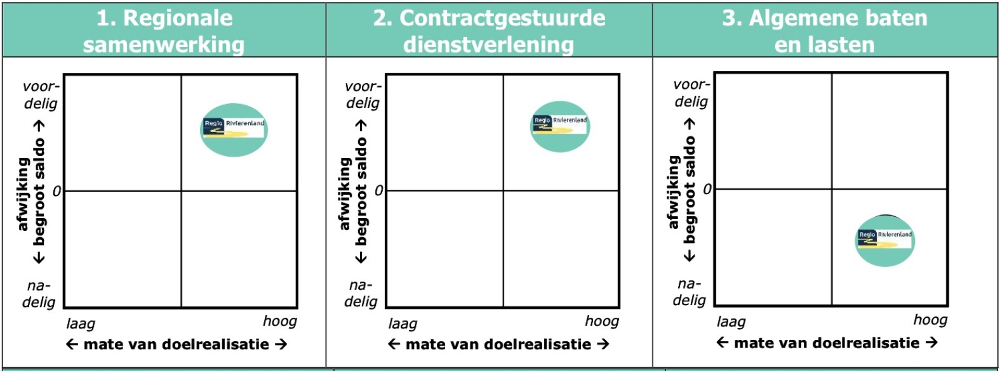 1. Regionale
samenwerking
2. Contractgestuurde
dienstverlening
3. Algemene baten
en lasten
voor-
delig
afwijking
← begroot saldo →
0
na-
delig
Regio Rivierenland
laag
hoog
← mate van doelrealisatie →
voor-
delig
afwijking
← begroot saldo →
0
na-
delig
Regio Rivierenland
laag
hoog
← mate van doelrealisatie →
voor-
delig
afwijking
← begroot saldo →
0
na-
delig
Regio Rivierenland
laag
hoog
← mate van doelrealisatie →